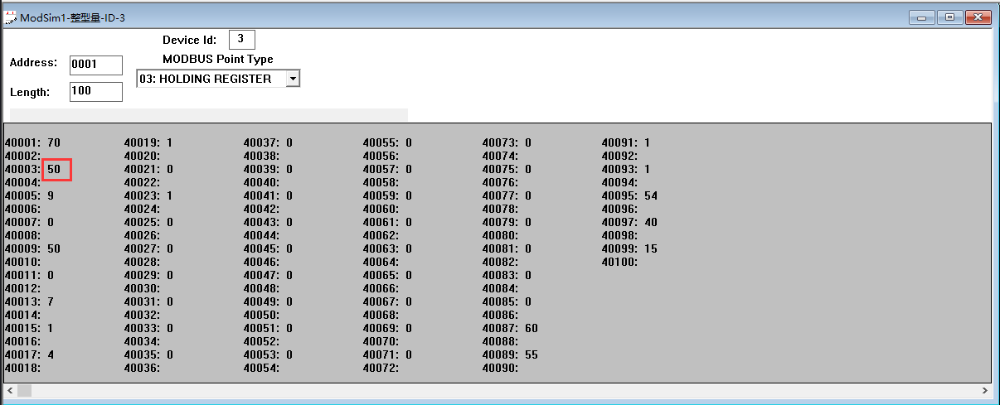 ModSim1-整型量-ID-3
Device Id: 3
Address: 0001
MODBUS Point Type
03: HOLDING REGISTER
Length: 100
40001: 70 40019: 1 40037: 0 40055: 0 40073: 0 40091: 1
40002: 40020: 40038: 40056: 40074: 40092:
40003: 50 40021: 0 40039: 0 40057: 0 40075: 0 40093: 1
40004: 40022: 40040: 40058: 40076: 40094:
40005: 9 40023: 1 40041: 0 40059: 0 40077: 0 40095: 54
40006: 40024: 40042: 40060: 40078: 40096:
40007: 0 40025: 0 40043: 0 40061: 0 40079: 0 40097: 40
40008: 40026: 40044: 40062: 40080: 40098:
40009: 50 40027: 0 40045: 0 40063: 0 40081: 0 40099: 15
40010: 40028: 40046: 40064: 40082: 40100:
40011: 0 40029: 0 40047: 0 40065: 0 40083: 0
40012: 40030: 40048: 40066: 40084:
40013: 7 40031: 0 40049: 0 40067: 0 40085: 0
40014: 40032: 40050: 40068: 40086:
40015: 1 40033: 0 40051: 0 40069: 0 40087: 60
40016: 40034: 40052: 40070: 40088:
40017: 4 40035: 0 40053: 0 40071: 0 40089: 55
40018: 40036: 40054: 40072: 40090: